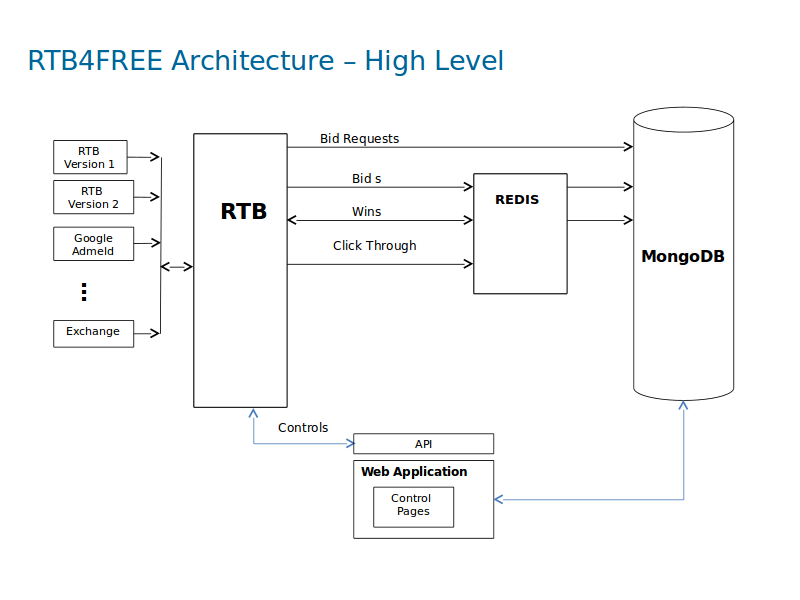 RTB4FREE Architecture – High Level
RTB
Version 1
RTB
Version 2
Google
AdmeId
Exchange
RTB
Bid Requests
Bid s
Wins
Click Through
REDIS
MongoDB
Controls
API
Web Application
Control
Pages